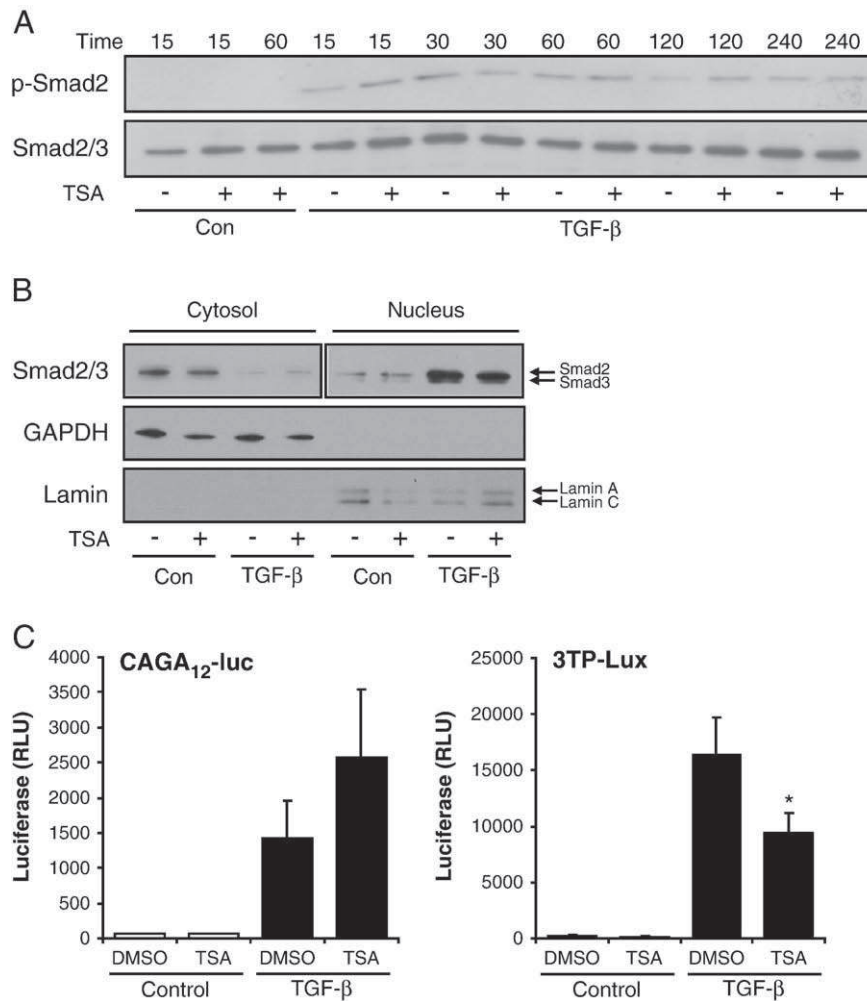 A
Time 15 15 60 15 15 30 30 60 60 120 120 240 240
p-Smad2
Smad2/3
TSA - + + - + - + - + - + - +
Con TGF-β
B
Cytosol Nucleus
Smad2/3
Smad2
Smad3
GAPDH
Lamin
Lamin A
Lamin C
TSA - + - + - + - +
Con TGF-β Con TGF-β
C
CAGA12-luc
Luciferase (RLU)
4000
3500
3000
2500
2000
1500
1000
500
0
DMSO TSA DMSO TSA
Control TGF-β
3TP-Lux
Luciferase (RLU)
25000
20000
15000
10000
5000
0
*
DMSO TSA DMSO TSA
Control TGF-β